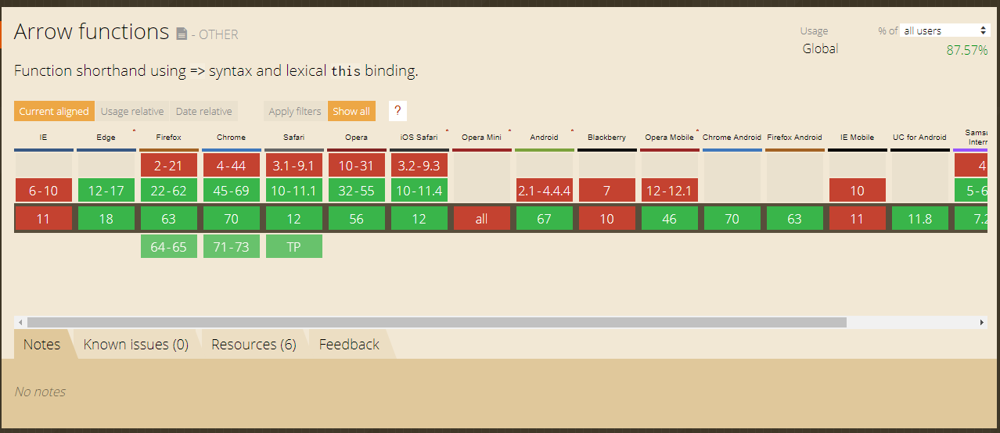 Arrow functions - OTHER
Usage % of all users
Global 87.57%
Function shorthand using => syntax and lexical this binding.
Current aligned Usage relative Date relative Apply filters Show all ?
IE Edge * Firefox Chrome Safari Opera iOS Safari * Opera Mini * Android Blackberry Opera Mobile * Chrome Android Firefox Android IE Mobile UC for Android
2-21 4-44 3.1-9.1 10-31 3.2-9.3 4
6-10 12-17 22-62 45-69 10-11.1 32-55 10-11.4 2.1-4.4.4 7 12-12.1 10 5-6
11 18 63 70 12 56 12 all 67 10 46 70 63 11 11.8 7.2
64-65 71-73 TP
Notes Known issues (0) Resources (6) Feedback
No notes